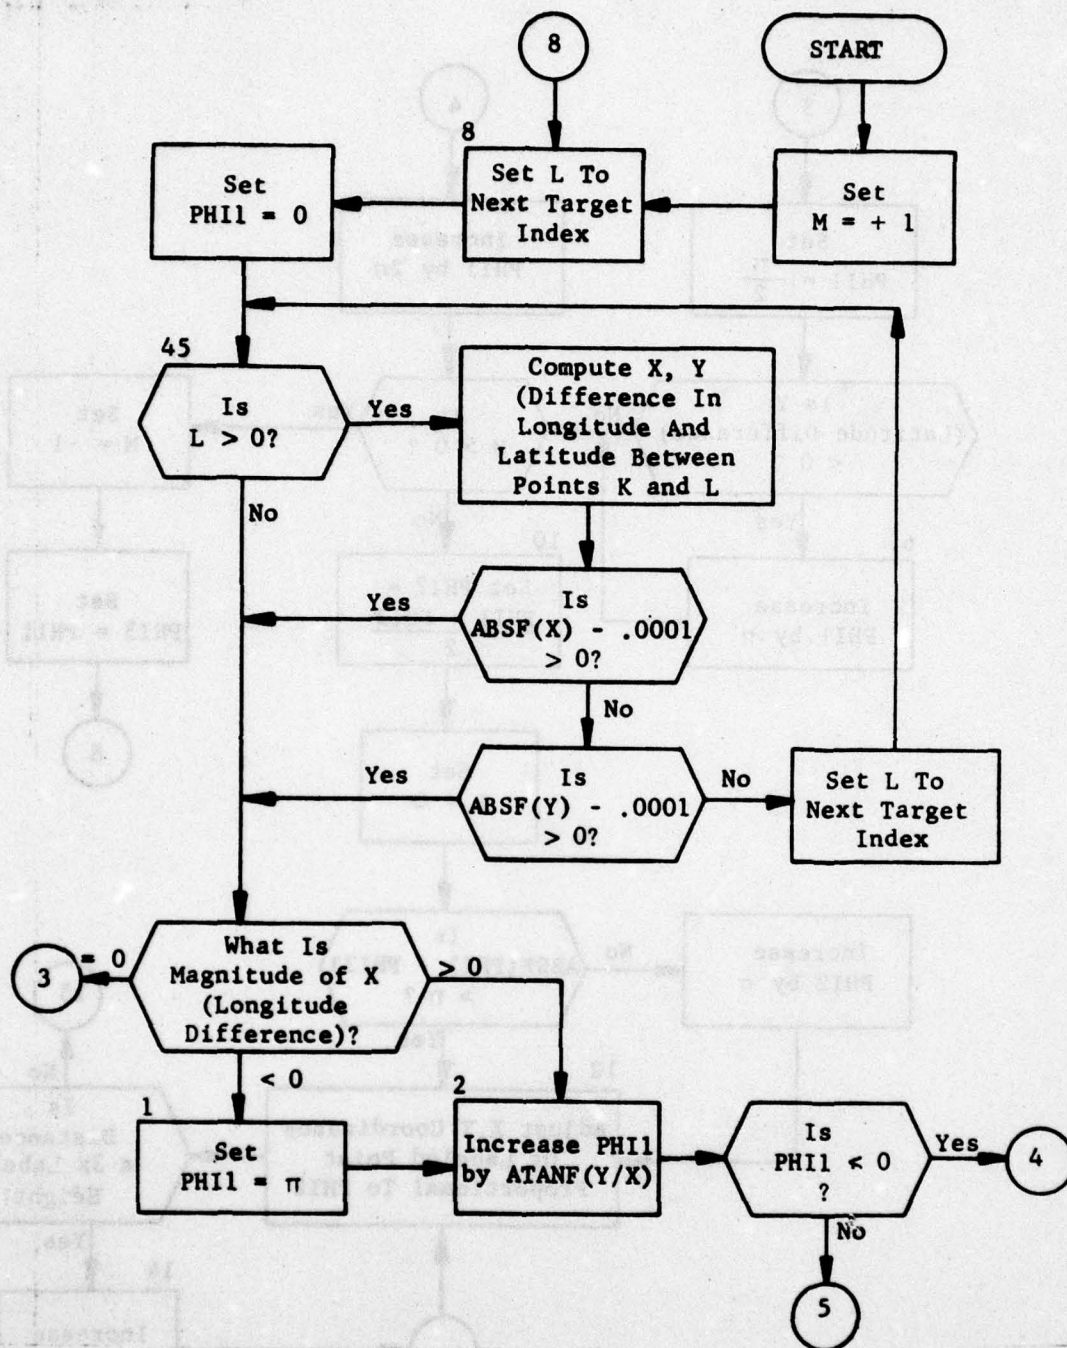 8
START
8
Set
PHI1 = 0
Set L To
Next Target
Index
Set
M = + 1
45
Is
L > 0?
Yes
No
Compute X, Y
(Difference In
Longitude And
Latitude Between
Points K and L
Yes
Is
ABSF(X) - .0001
> 0?
No
Yes
Is
ABSF(Y) - .0001
> 0?
No
Set L To
Next Target
Index
3
= 0
What Is
Magnitude of X
(Longitude
Difference)?
> 0
< 0
1
Set
PHI1 = π
2
Increase PHI1
by ATANF(Y/X)
Is
PHI1 < 0
?
Yes
4
No
5